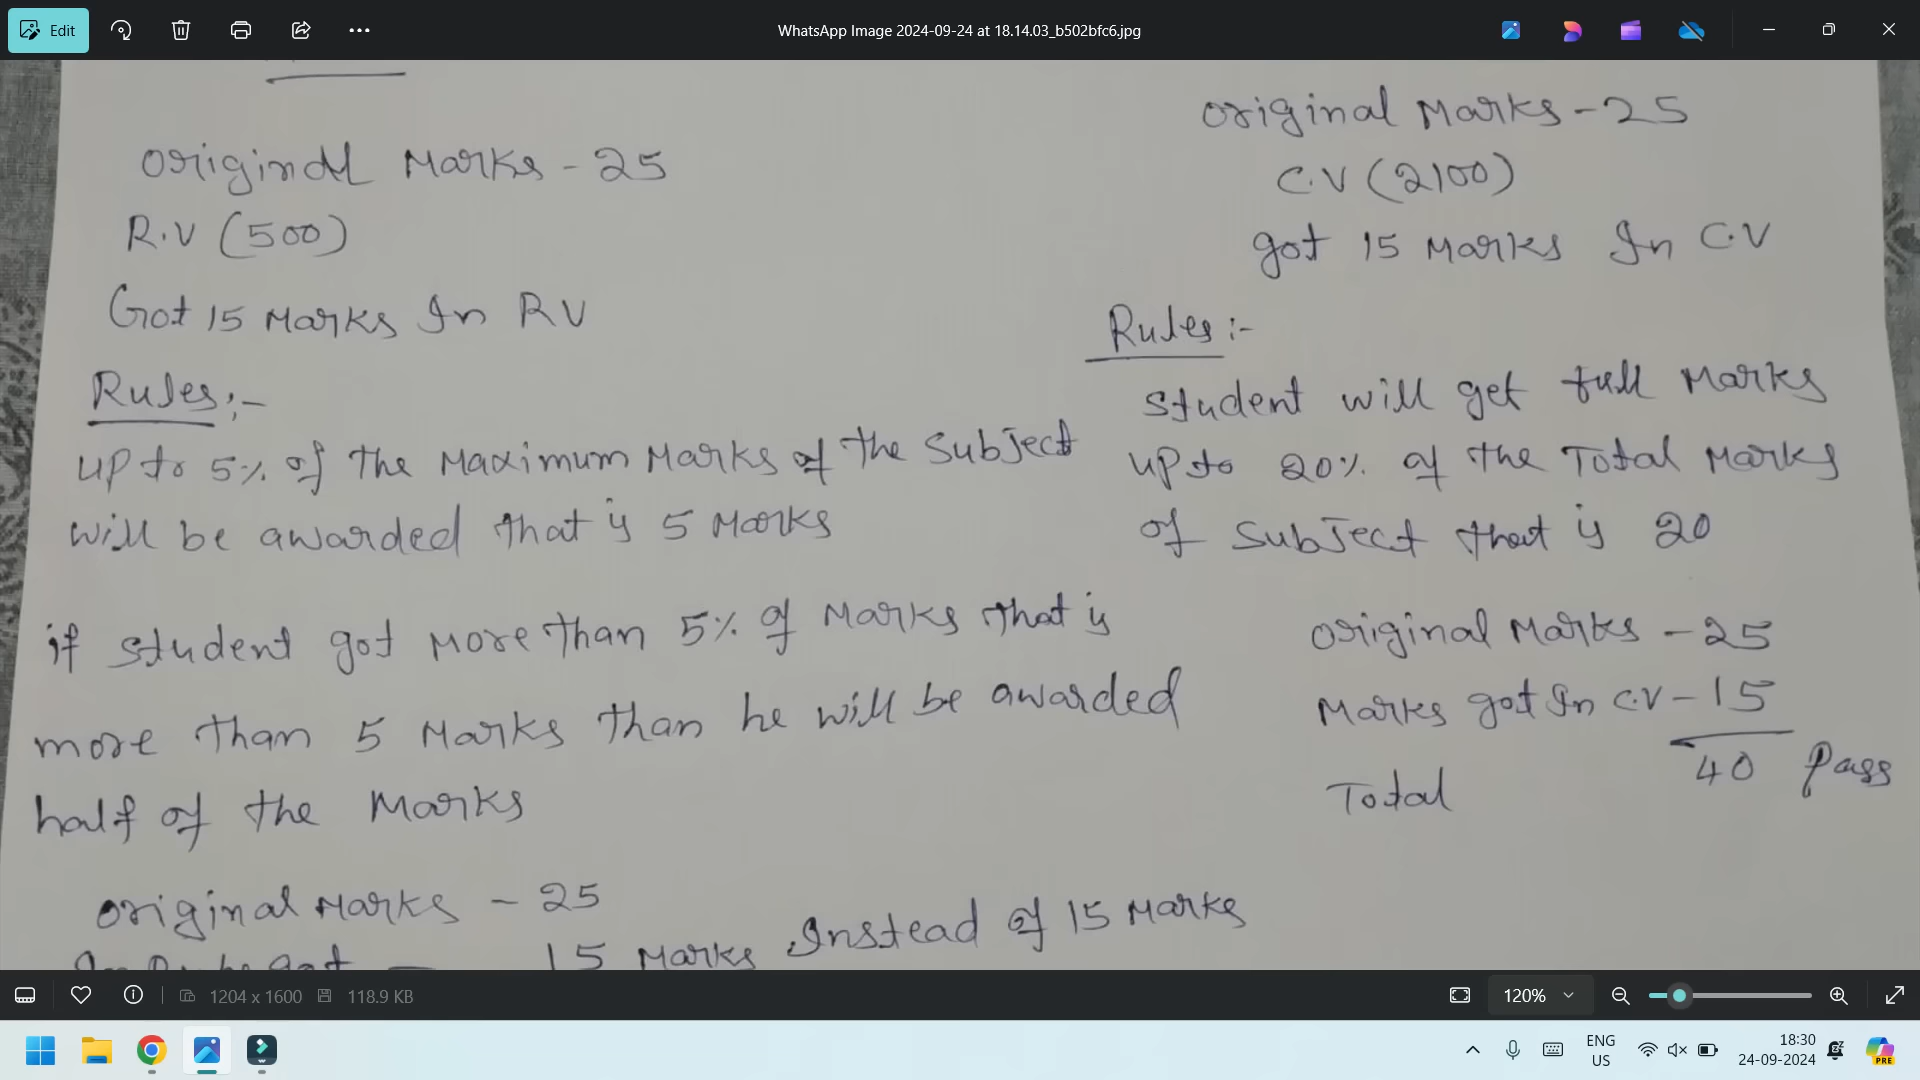 Edit
WhatsApp Image 2024-09-24 at 18.14.03_b502bfc6.jpg
Original Marks - 25
R.V (500)
Got 15 Marks In RV
Rules:-
up to 5% of the Maximum Marks of the Subject
will be awarded that is 5 Marks
if student got more than 5% of Marks that is
more than 5 Marks than he will be awarded
half of the Marks
Original Marks - 25
15 Marks Instead of 15 Marks
Original Marks - 25
C.V (2100)
got 15 Marks In C.V
Rules:-
Student will get full Marks
up to 20% of the Total Marks
of Subject that is 20
Original Marks - 25
Marks got In C.V - 15
Total 40 Pass
1204 x 1600
118.9 KB
120%
ENG
US
18:30
24-09-2024
PRE